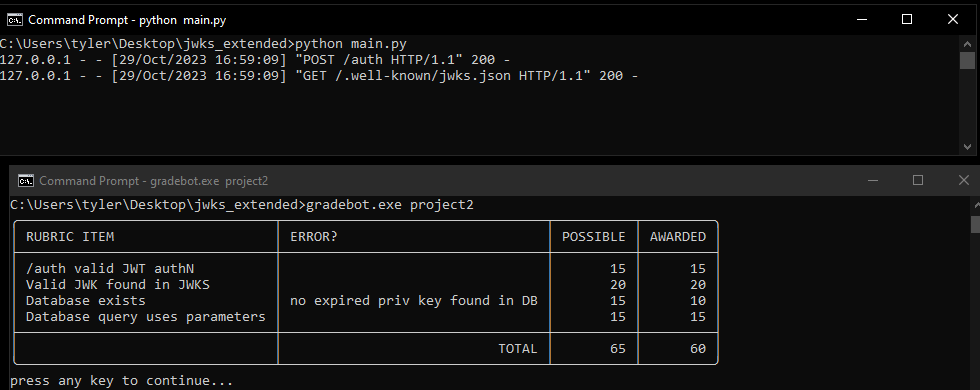 Command Prompt - python  main.py
C:\Users\tyler\Desktop\jwks_extended>python main.py
127.0.0.1 - - [29/Oct/2023 16:59:09] "POST /auth HTTP/1.1" 200 -
127.0.0.1 - - [29/Oct/2023 16:59:09] "GET /.well-known/jwks.json HTTP/1.1" 200 -
Command Prompt - gradebot.exe  project2
C:\Users\tyler\Desktop\jwks_extended>gradebot.exe project2
RUBRIC ITEM ERROR? POSSIBLE AWARDED
/auth valid JWT authN 15 15
Valid JWK found in JWKS 20 20
Database exists no expired priv key found in DB 15 10
Database query uses parameters 15 15
TOTAL 65 60
press any key to continue...